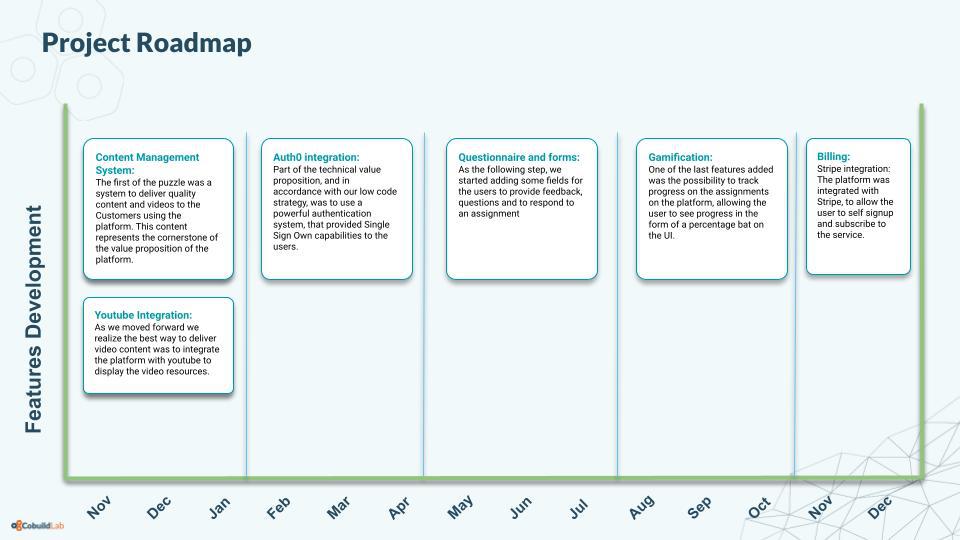 Project Roadmap
Features Development
Content Management
System:
The first of the puzzle was a
system to deliver quality
content and videos to the
Customers using the
platform. This content
represents the cornerstone of
the value proposition of the
platform.
Youtube Integration:
As we moved forward we
realize the best way to deliver
video content was to integrate
the platform with youtube to
display the video resources.
Auth0 integration:
Part of the technical value
proposition, and in
accordance with our low code
strategy, was to use a
powerful authentication
system, that provided Single
Sign Own capabilities to the
users.
Questionnaire and forms:
As the following step, we
started adding some fields for
the users to provide feedback,
questions and to respond to
an assignment
Gamification:
One of the last features added
was the possibility to track
progress on the assignments
on the platform, allowing the
user to see progress in the
form of a percentage bat on
the UI.
Billing:
Stripe integration:
The platform was
integrated with
Stripe, to allow the
user to self signup
and subscribe to
the service.
Nov Dec Jan Feb Mar Apr May Jun Jul Aug Sep Oct Nov Dec
CobuildLab